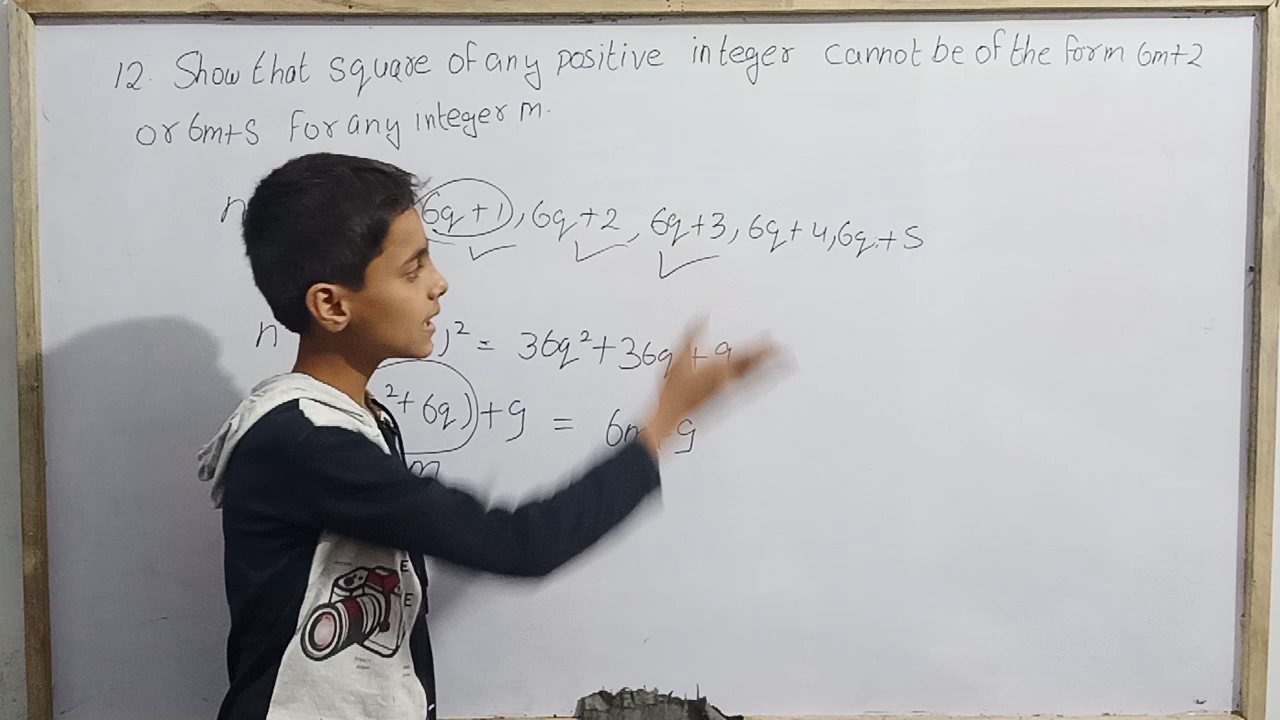 12. Show that square of any positive integer cannot be of the form 6m+2
or 6m+5 for any integer m.
n 6q+1, 6q+2, 6q+3, 6q+4, 6q+5
n )² = 36q²+36q+9
²+6q)+9 = 6m 9
m
E
E